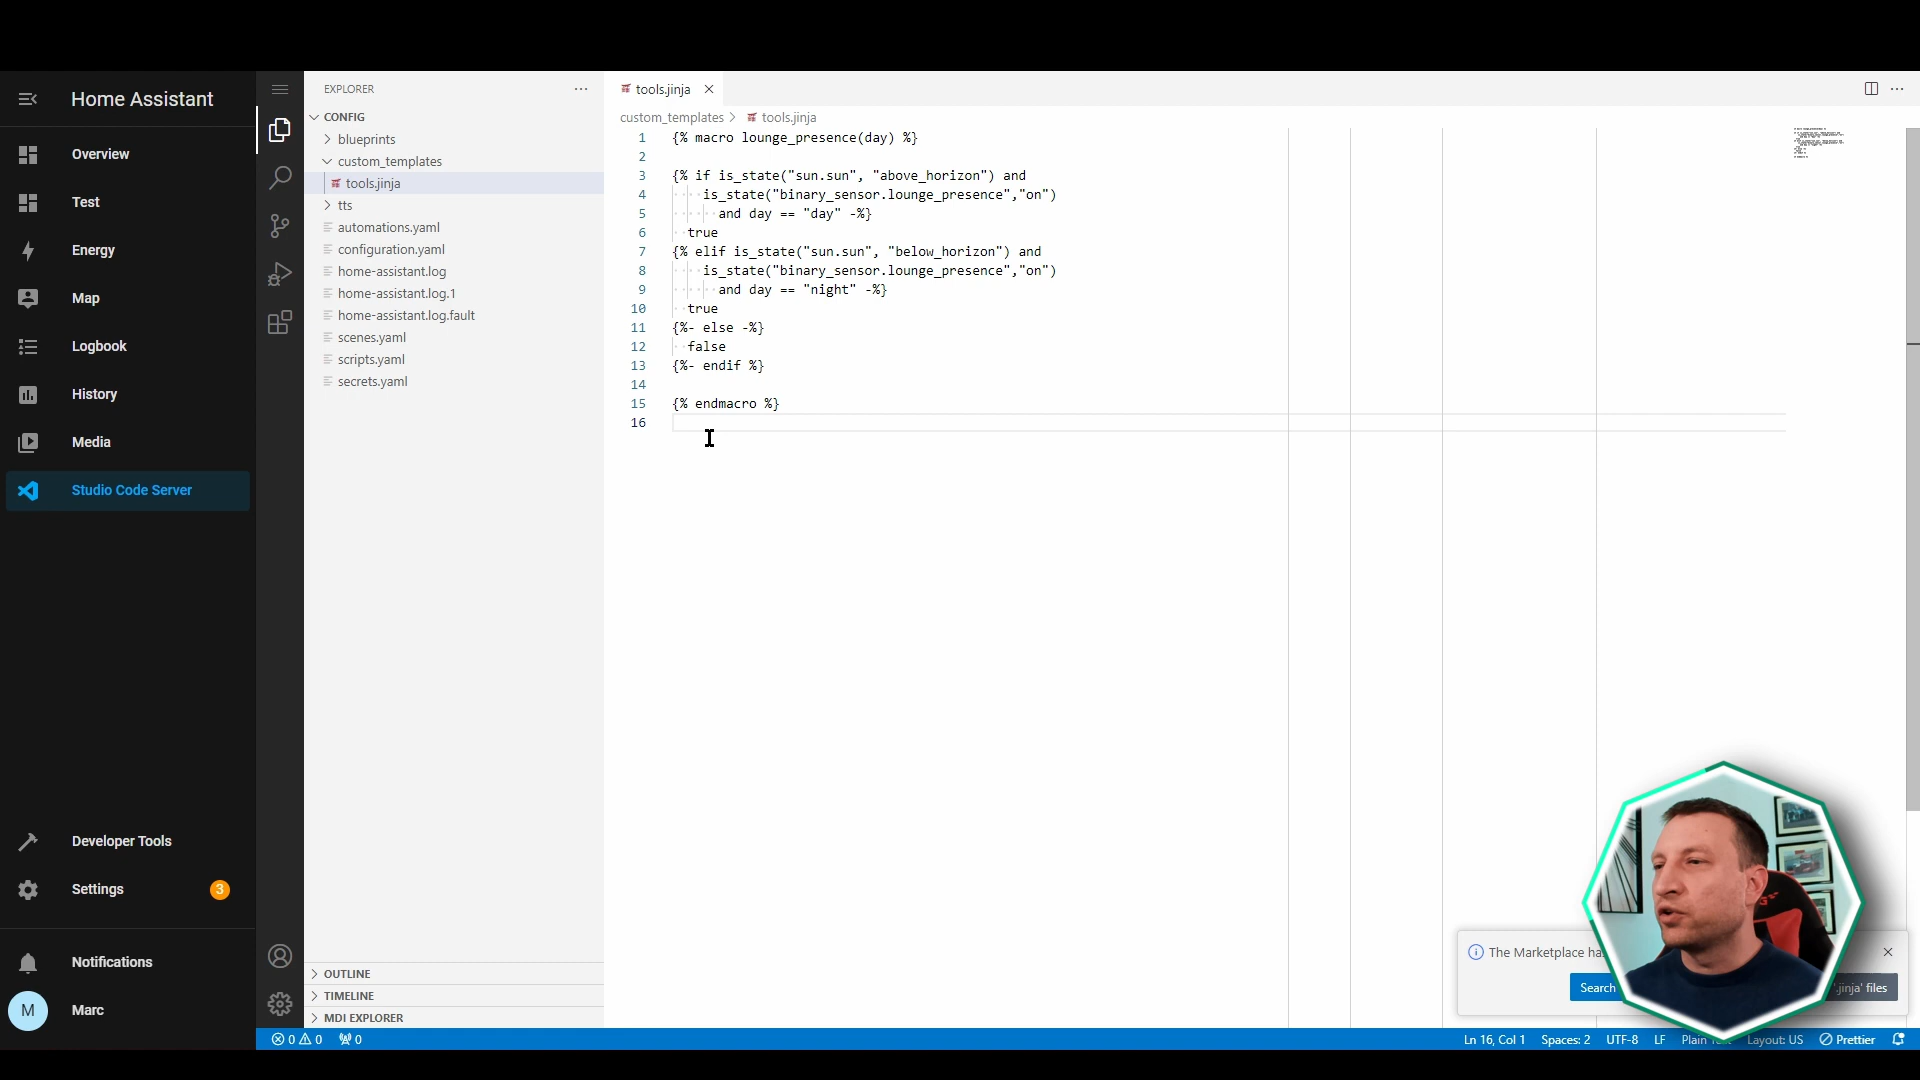 Home Assistant
Overview
Test
Energy
Map
Logbook
History
Media
Studio Code Server
Developer Tools
Settings
3
Notifications
M
Marc
EXPLORER
CONFIG
blueprints
custom_templates
tools.jinja
tts
automations.yaml
configuration.yaml
home-assistant.log
home-assistant.log.1
home-assistant.log.fault
scenes.yaml
scripts.yaml
secrets.yaml
OUTLINE
TIMELINE
MDI EXPLORER
tools.jinja
custom_templates > tools.jinja
1 {% macro lounge_presence(day) %}
2
3 {% if is_state("sun.sun", "above_horizon") and
4 is_state("binary_sensor.lounge_presence","on")
5 and day == "day" -%}
6 true
7 {% elif is_state("sun.sun", "below_horizon") and
8 is_state("binary_sensor.lounge_presence","on")
9 and day == "night" -%}
10 true
11 {%- else -%}
12 false
13 {%- endif %}
14
15 {% endmacro %}
16
The Marketplace ha
Search
'.jinja' files
0 0 0
Ln 16, Col 1 Spaces: 2 UTF-8 LF Plain Layout: US Prettier